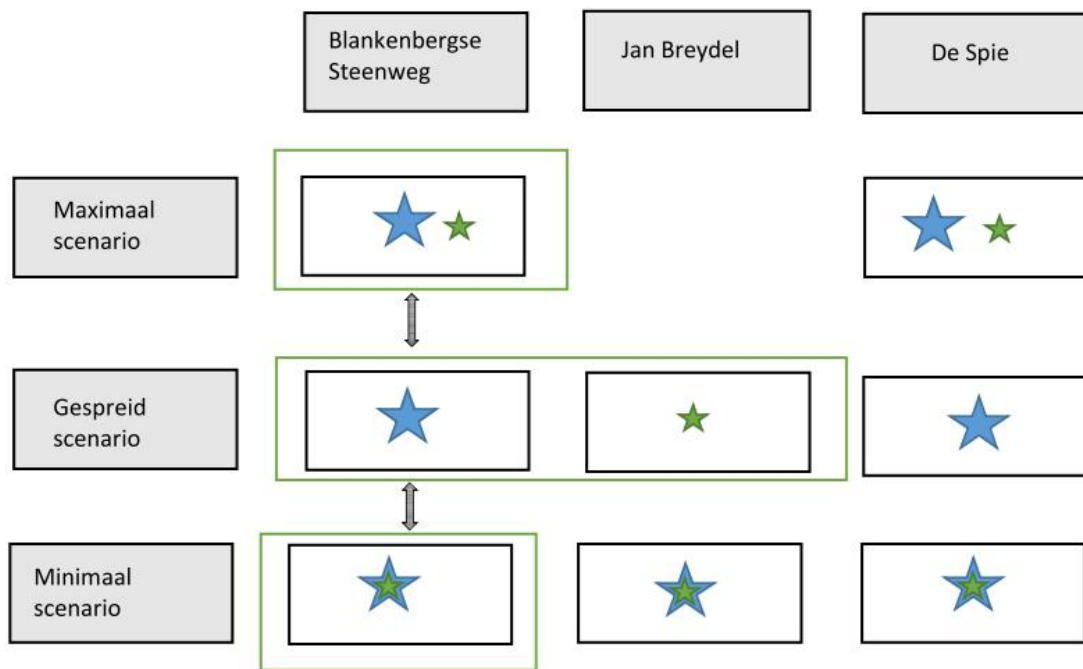 Blankenbergse
Steenweg
Jan Breydel
De Spie
Maximaal
scenario
Gespreid
scenario
Minimaal
scenario